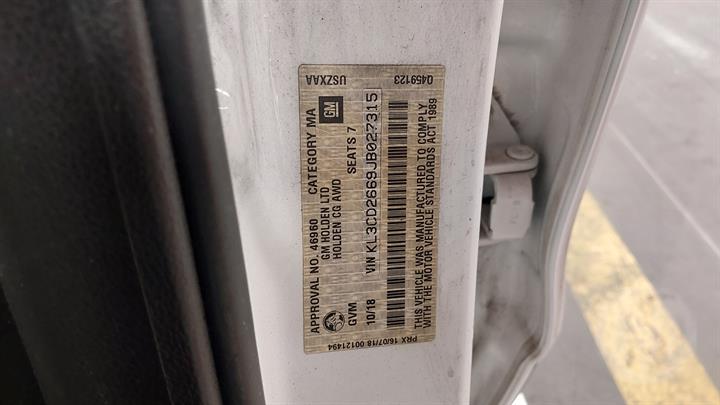 USZXAA 0459123
APPROVAL NO. 46960 CATEGORY MA
GM HOLDEN LTD GM
HOLDEN CG AWD SEATS 7
VIN KL3CD2669JB027315
GVM
10/18
THIS VEHICLE WAS MANUFACTURED TO COMPLY
WITH THE MOTOR VEHICLE STANDARDS ACT 1989
PRX 16/07/18 00121494